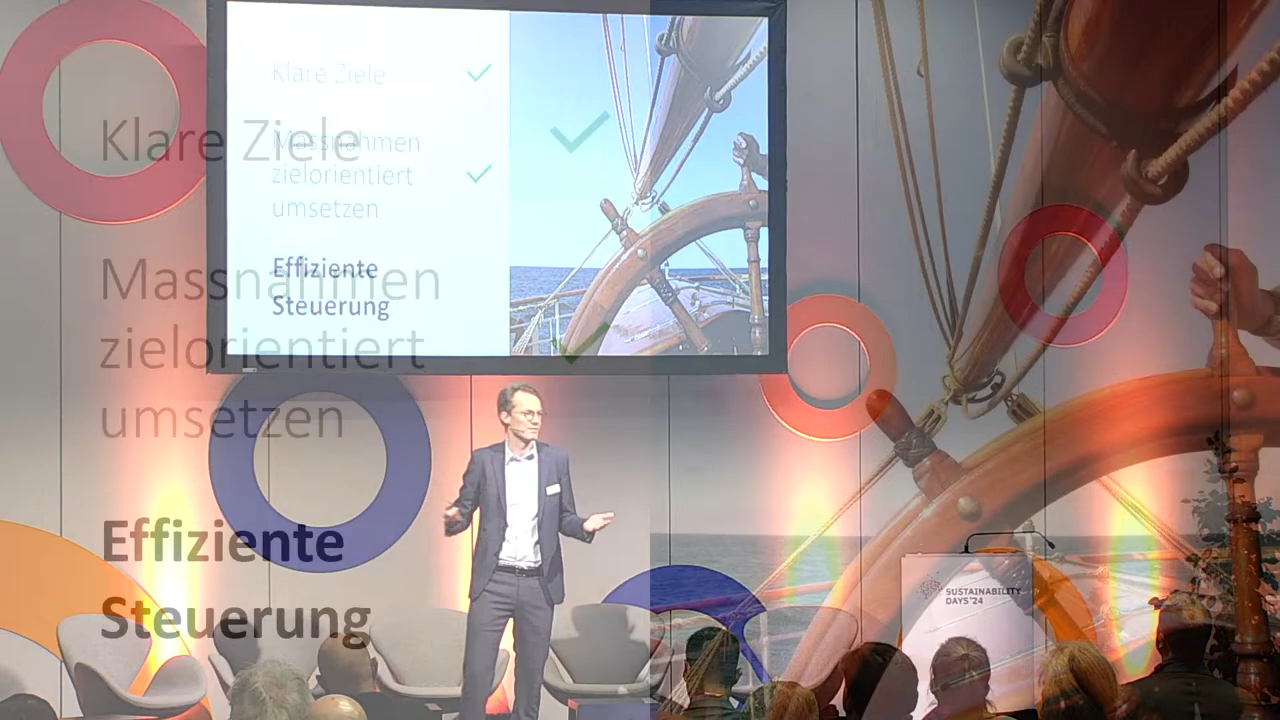 Klare Ziele
Massnahmen
zielorientiert
umsetzen
Effiziente
Steuerung
Klare Ziele
Massnahmen
zielorientiert
umsetzen
Effiziente
Steuerung
SUSTAINABILITY
DAYS'24